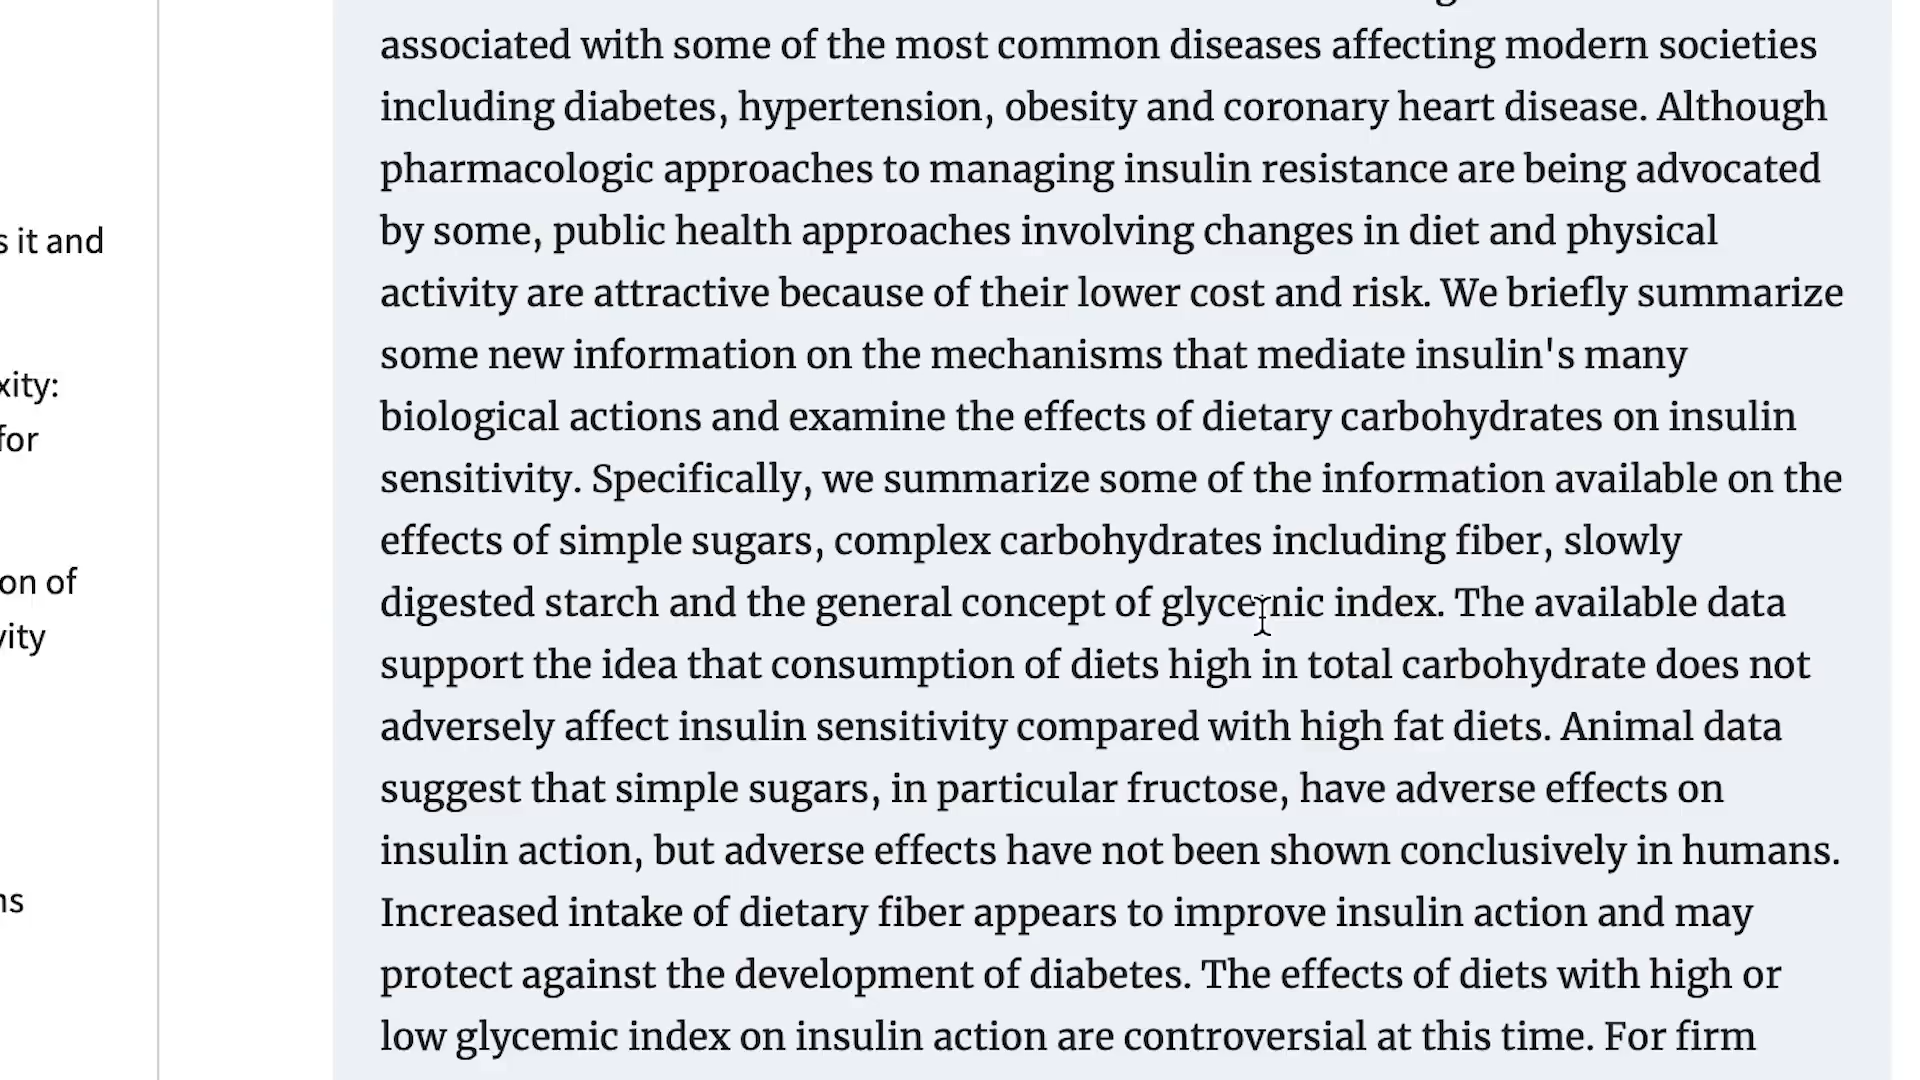 associated with some of the most common diseases affecting modern societies
including diabetes, hypertension, obesity and coronary heart disease. Although
pharmacologic approaches to managing insulin resistance are being advocated
by some, public health approaches involving changes in diet and physical
activity are attractive because of their lower cost and risk. We briefly summarize
some new information on the mechanisms that mediate insulin's many
biological actions and examine the effects of dietary carbohydrates on insulin
sensitivity. Specifically, we summarize some of the information available on the
effects of simple sugars, complex carbohydrates including fiber, slowly
digested starch and the general concept of glycemic index. The available data
support the idea that consumption of diets high in total carbohydrate does not
adversely affect insulin sensitivity compared with high fat diets. Animal data
suggest that simple sugars, in particular fructose, have adverse effects on
insulin action, but adverse effects have not been shown conclusively in humans.
Increased intake of dietary fiber appears to improve insulin action and may
protect against the development of diabetes. The effects of diets with high or
low glycemic index on insulin action are controversial at this time. For firm
s it and
xity:
for
on of
vity
ns